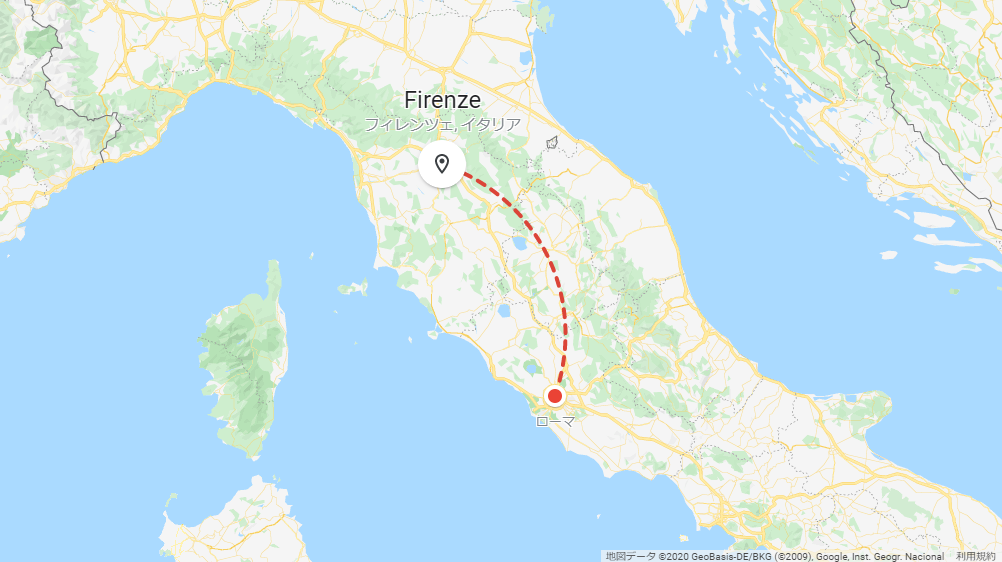 Firenze
フィレンツェ, イタリア
ローマ
地図データ ©2020 GeoBasis-DE/BKG (©2009), Google, Inst. Geogr. Nacional 利用規約